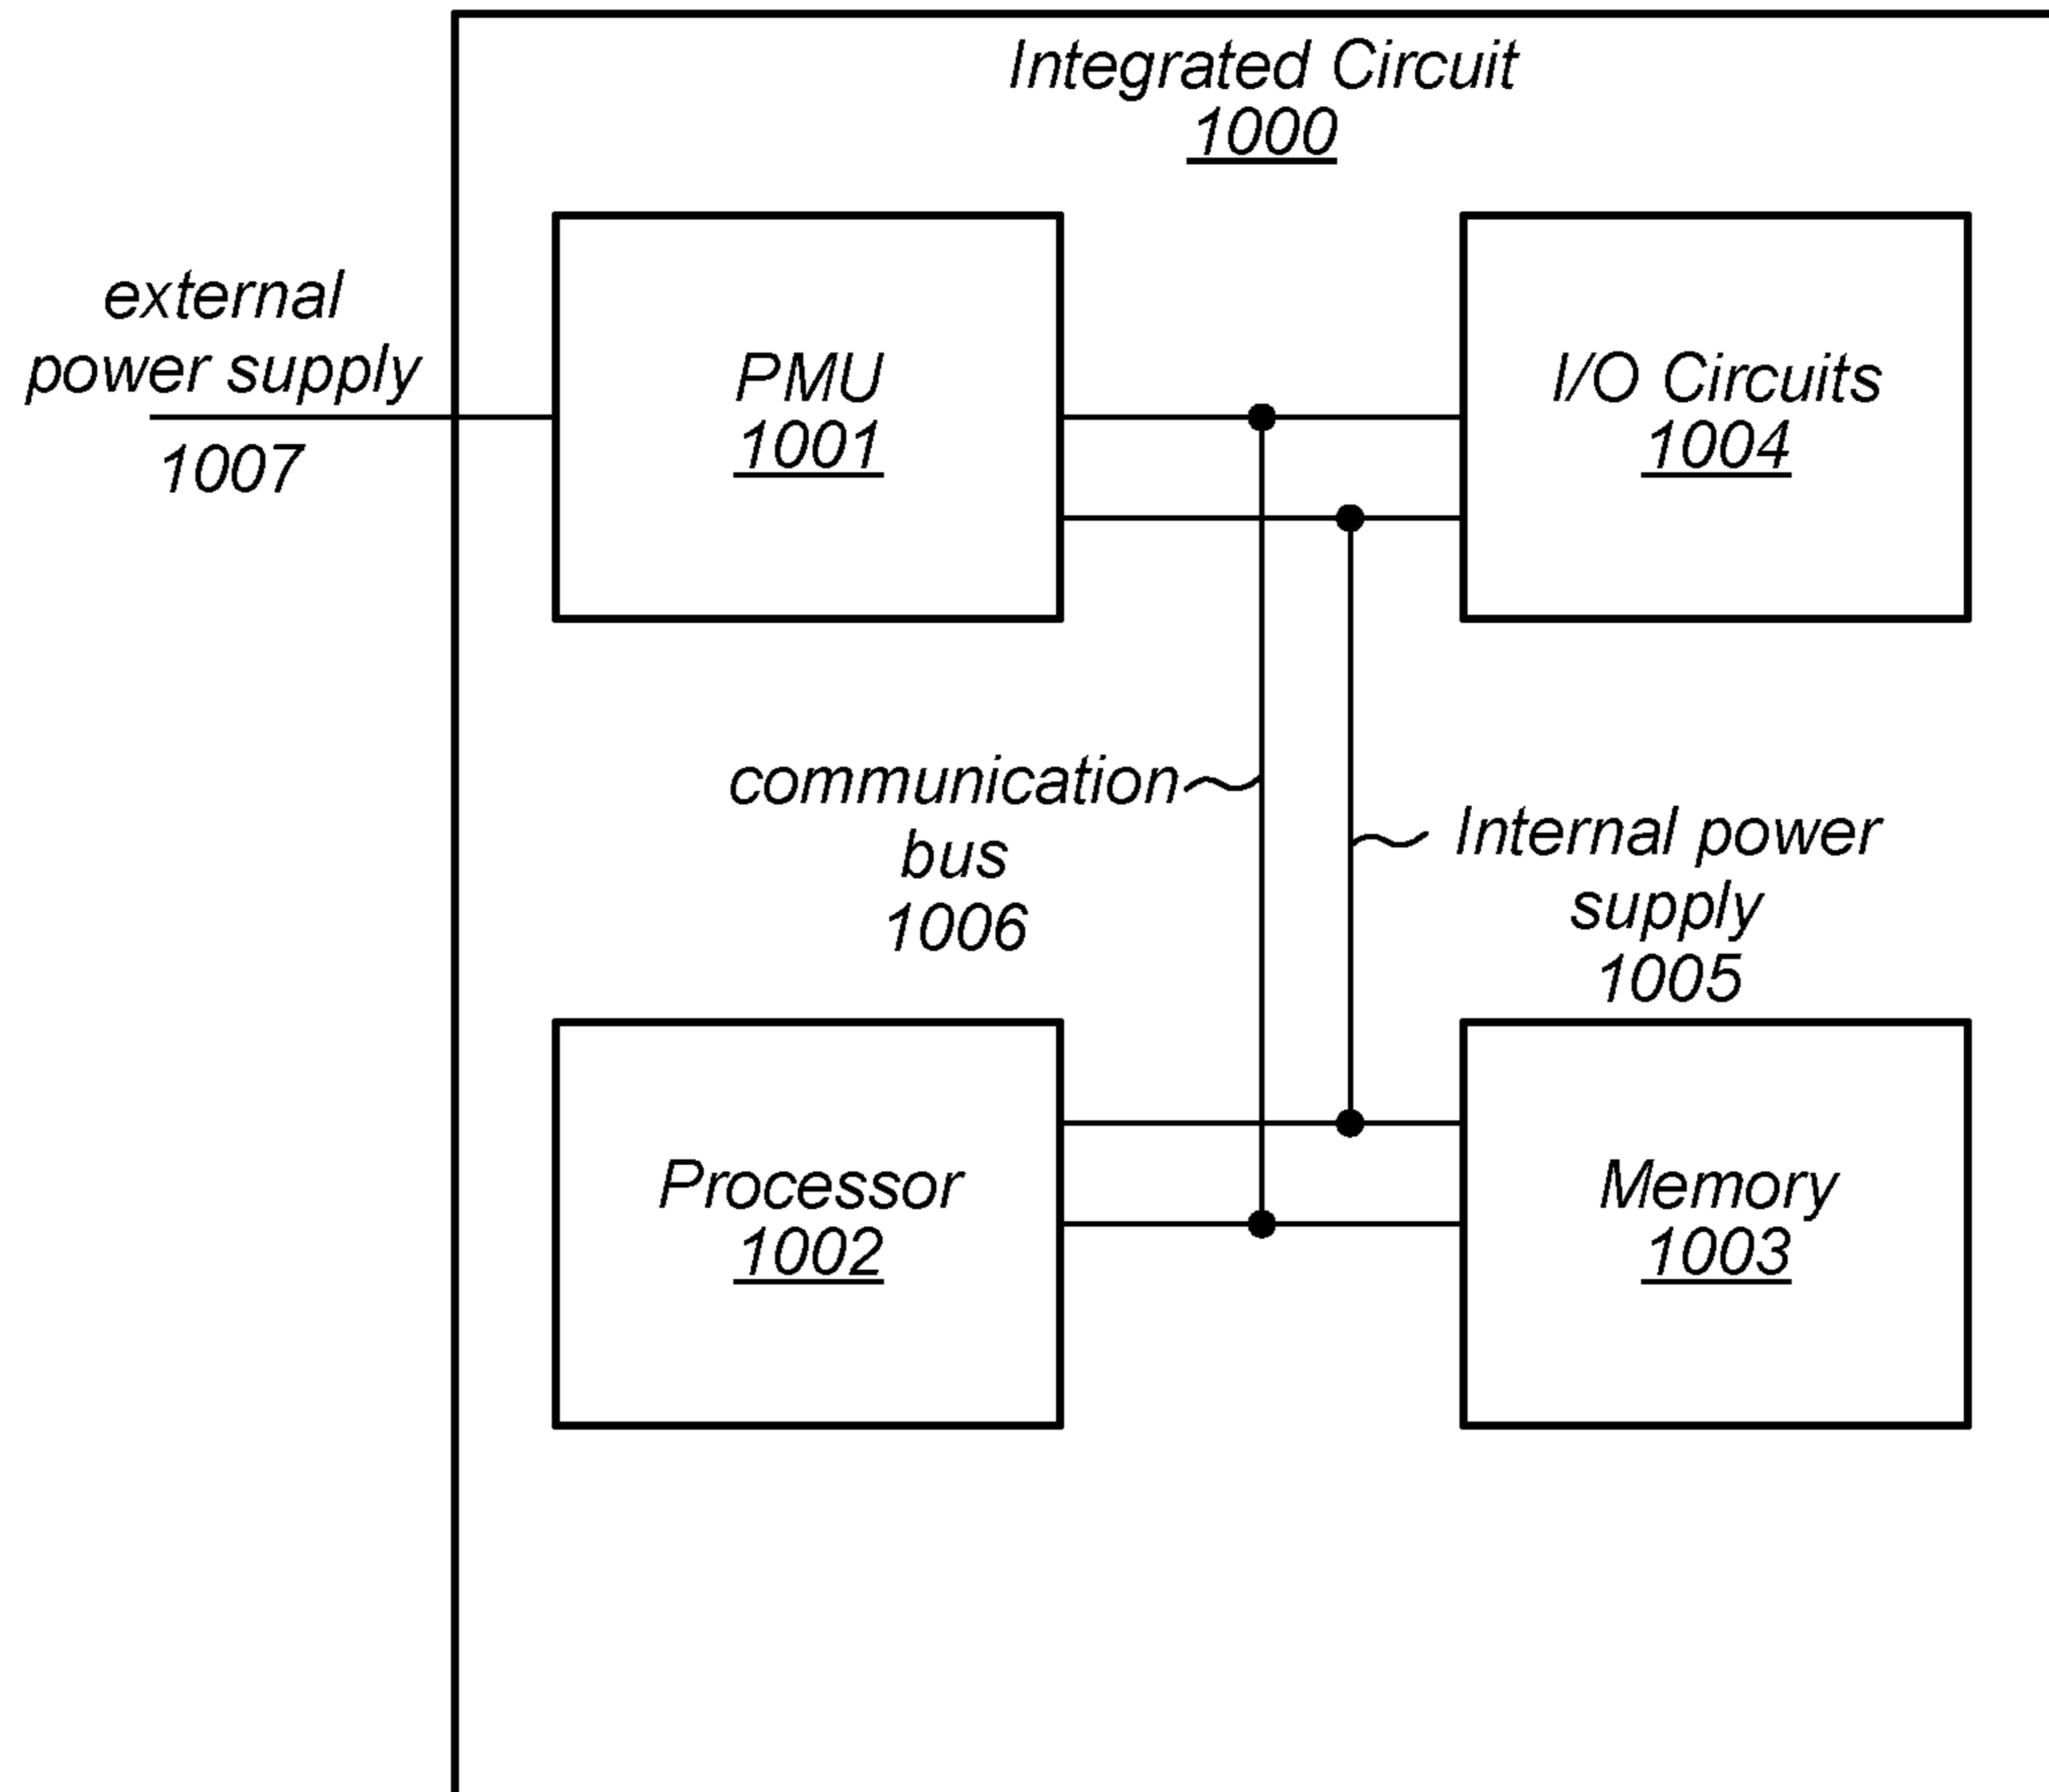 Integrated Circuit
1000
external
power supply
1007
PMU
1001
I/O Circuits
1004
communication
bus
1006
Internal power
supply
1005
Processor
1002
Memory
1003